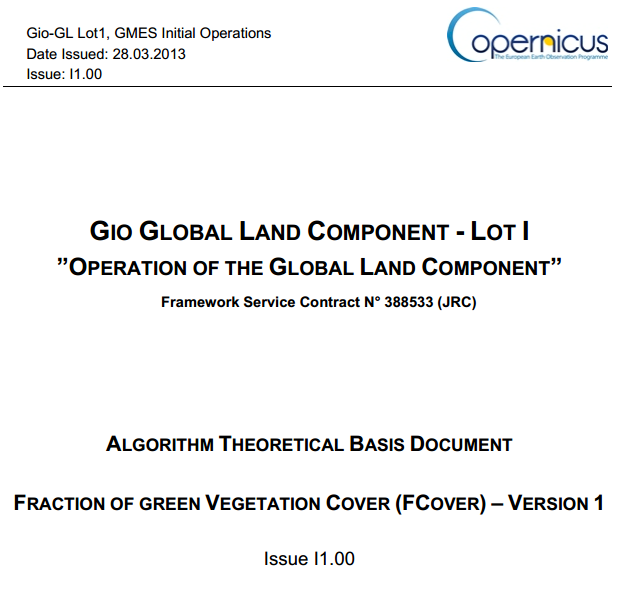 Gio-GL Lot1, GMES Initial Operations
Date Issued: 28.03.2013
Issue: I1.00
Copernicus
The European Earth Observation Programme
GIO GLOBAL LAND COMPONENT - LOT I
”OPERATION OF THE GLOBAL LAND COMPONENT”
Framework Service Contract N° 388533 (JRC)
ALGORITHM THEORETICAL BASIS DOCUMENT
FRACTION OF GREEN VEGETATION COVER (FCOVER) – VERSION 1
Issue I1.00